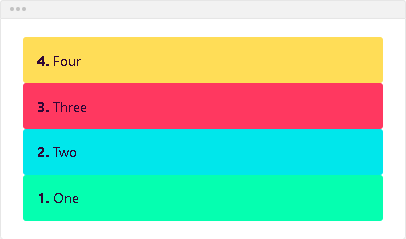 4. Four
3. Three
2. Two
1. One